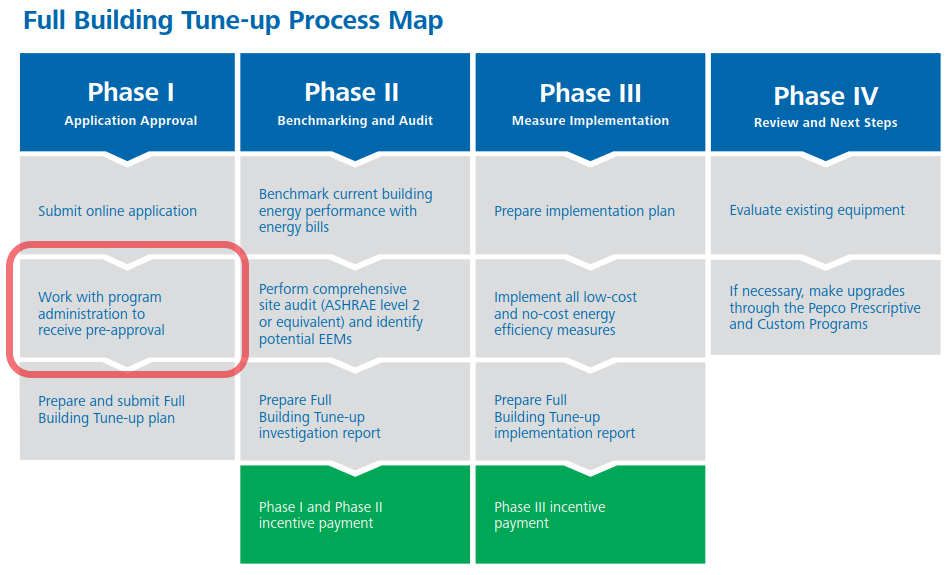 Full Building Tune-up Process Map
Phase I
Application Approval
Submit online application
Work with program
administration to
receive pre-approval
Prepare and submit Full
Building Tune-up plan
Phase II
Benchmarking and Audit
Benchmark current building
energy performance with
energy bills
Perform comprehensive
site audit (ASHRAE level 2
or equivalent) and identify
potential EEMs
Prepare Full
Building Tune-up
investigation report
Phase I and Phase II
incentive payment
Phase III
Measure Implementation
Prepare implementation plan
Implement all low-cost
and no-cost energy
efficiency measures
Prepare Full
Building Tune-up
implementation report
Phase III incentive
payment
Phase IV
Review and Next Steps
Evaluate existing equipment
If necessary, make upgrades
through the Pepco Prescriptive
and Custom Programs